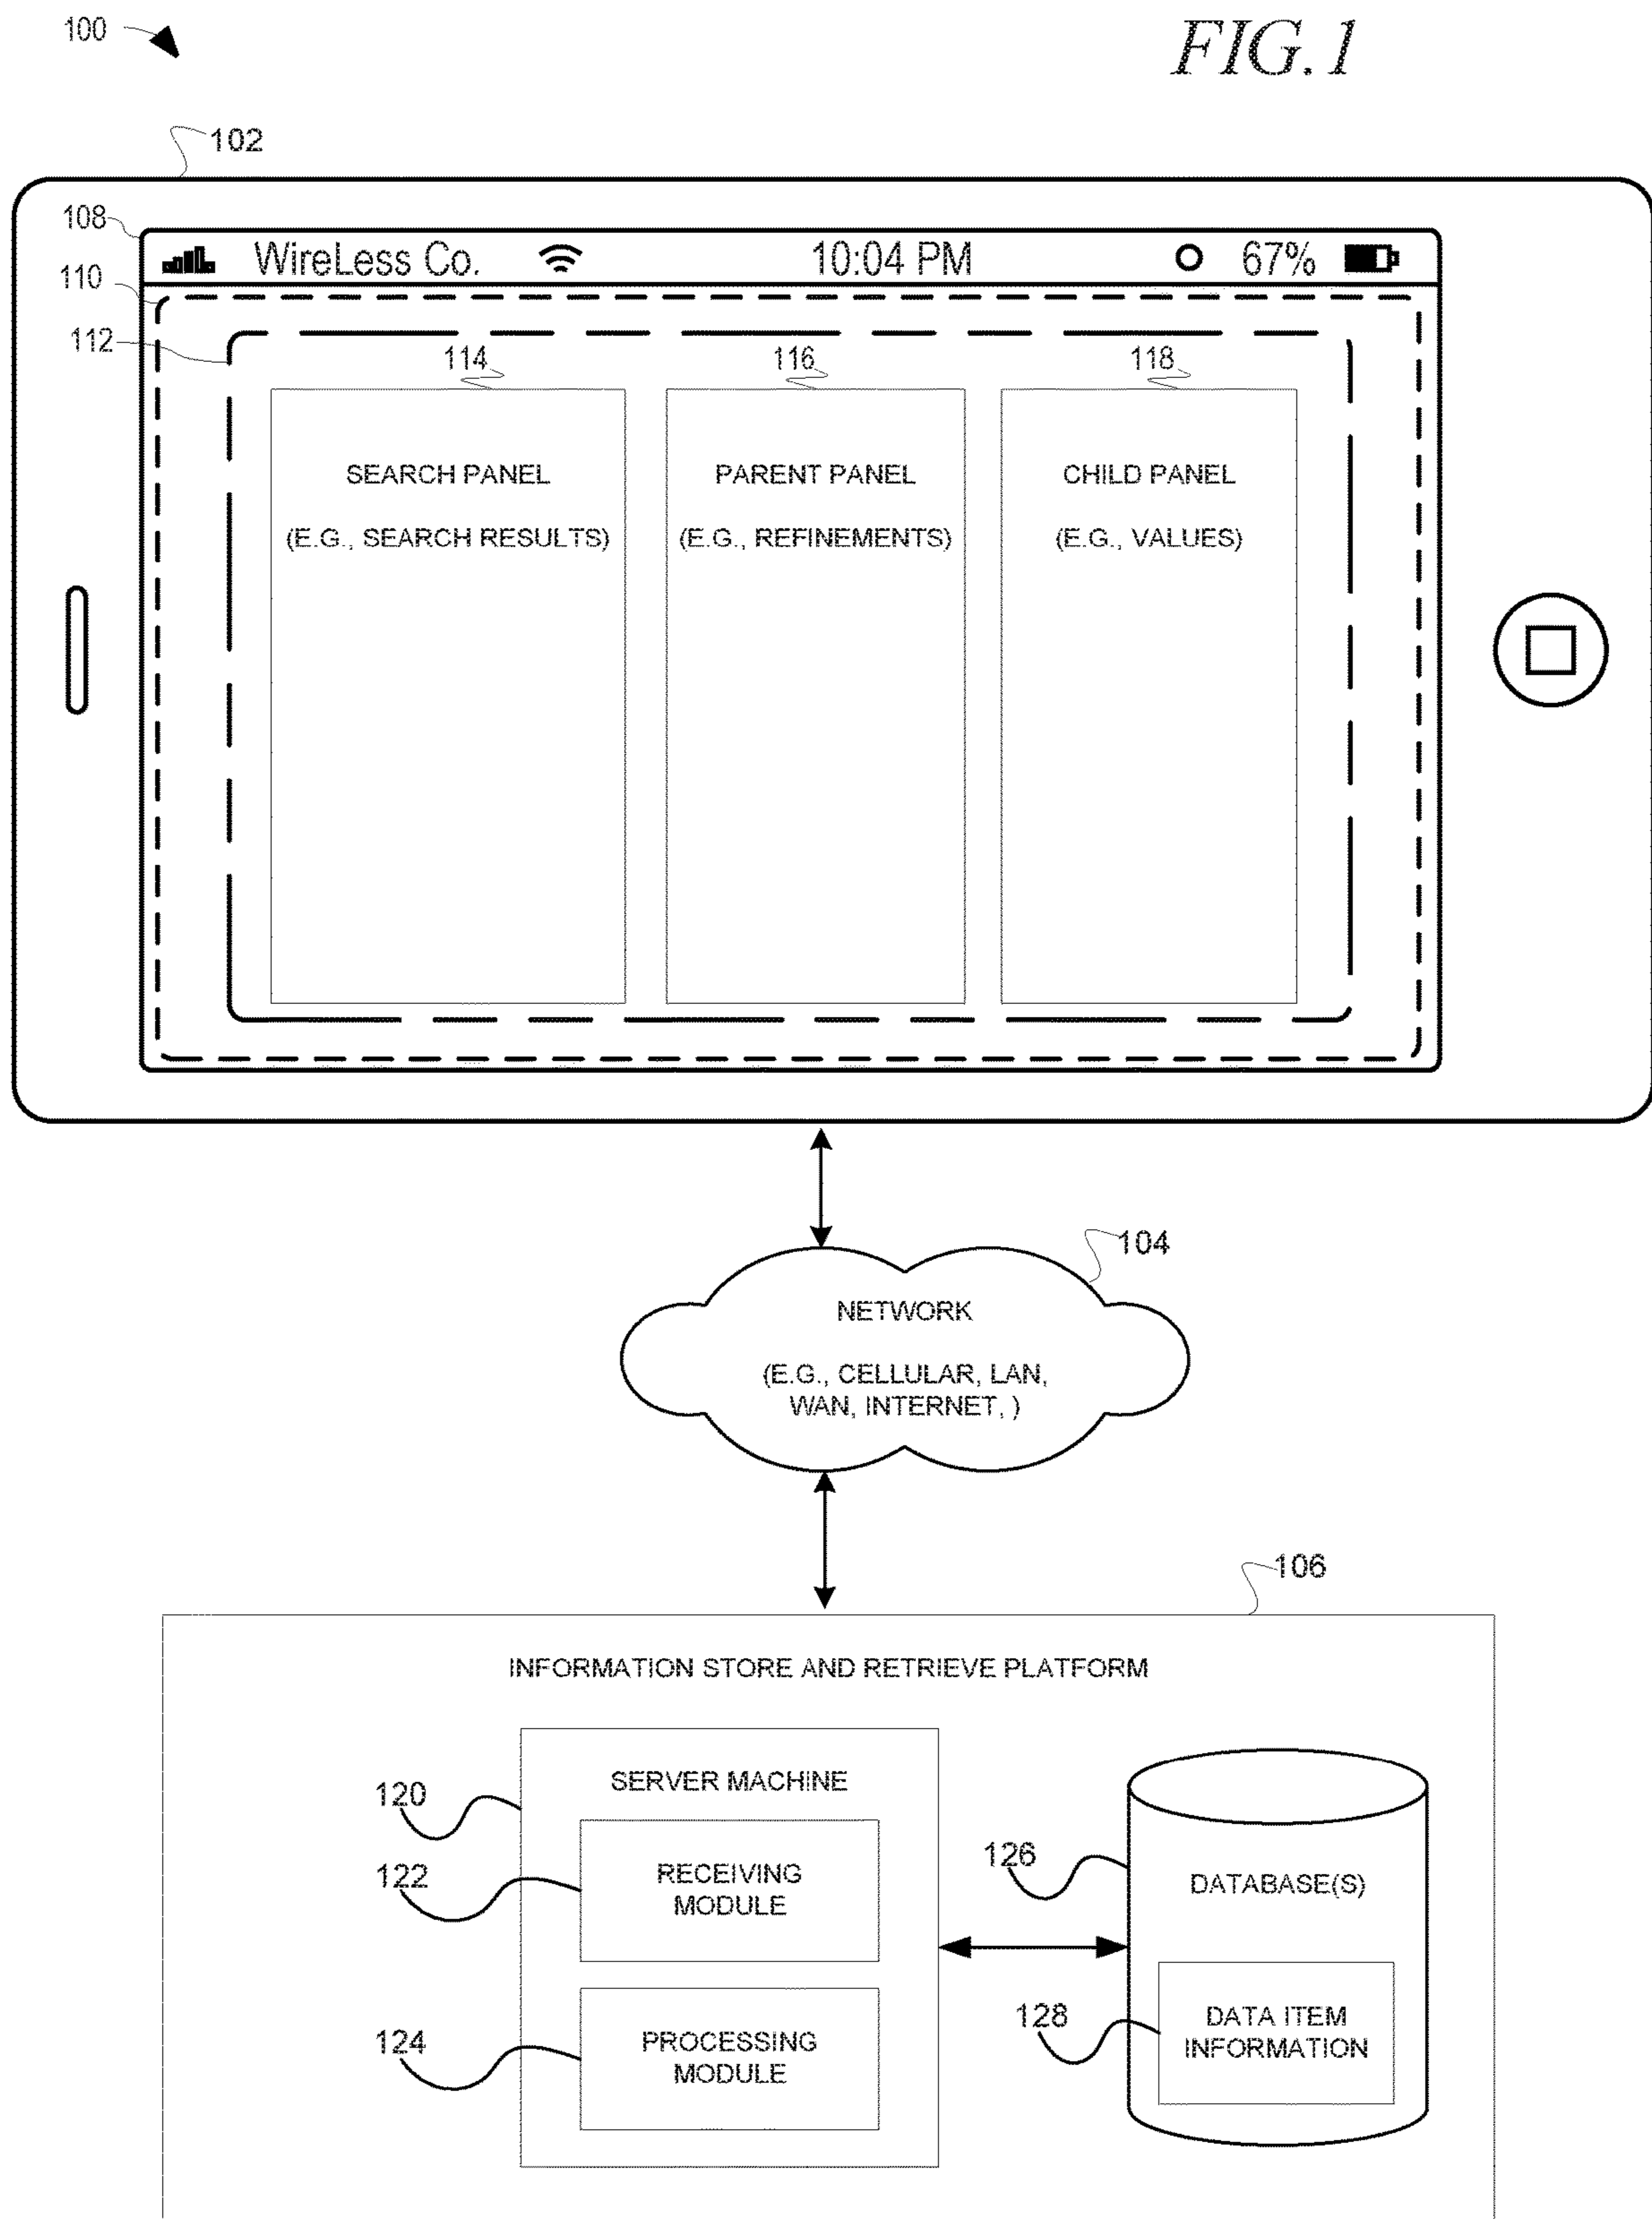 100
FIG. 1
102
108
WireLess Co. 10:04 PM 67%
110
112
114 116 118
SEARCH PANEL
(E.G., SEARCH RESULTS)
PARENT PANEL
(E.G., REFINEMENTS)
CHILD PANEL
(E.G., VALUES)
104
NETWORK
(E.G., CELLULAR, LAN,
WAN, INTERNET, )
106
INFORMATION STORE AND RETRIEVE PLATFORM
120
SERVER MACHINE
122
RECEIVING
MODULE
124
PROCESSING
MODULE
126
DATABASE(S)
128
DATA ITEM
INFORMATION